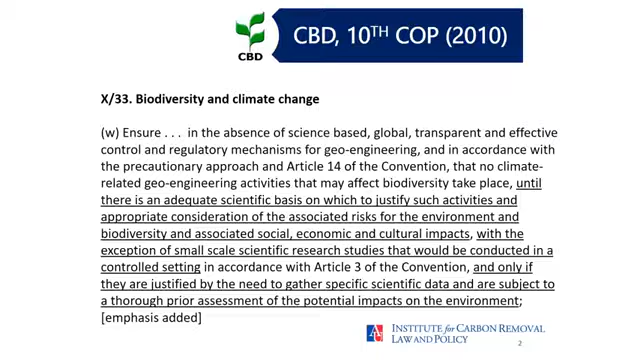 CBD
CBD, 10TH COP (2010)
X/33. Biodiversity and climate change
(w) Ensure . . . in the absence of science based, global, transparent and effective
control and regulatory mechanisms for geo-engineering, and in accordance with
the precautionary approach and Article 14 of the Convention, that no climate-
related geo-engineering activities that may affect biodiversity take place, until
there is an adequate scientific basis on which to justify such activities and
appropriate consideration of the associated risks for the environment and
biodiversity and associated social, economic and cultural impacts, with the
exception of small scale scientific research studies that would be conducted in a
controlled setting in accordance with Article 3 of the Convention, and only if
they are justified by the need to gather specific scientific data and are subject to
a thorough prior assessment of the potential impacts on the environment;
[emphasis added]
INSTITUTE for CARBON REMOVAL
LAW AND POLICY
2